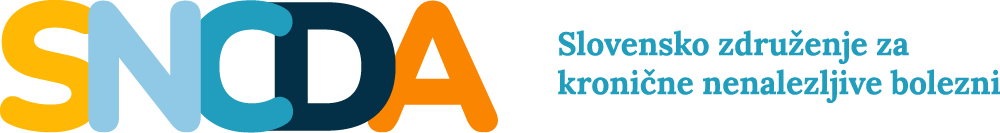 SNCDA
Slovensko združenje za
kronične nenalezljive bolezni